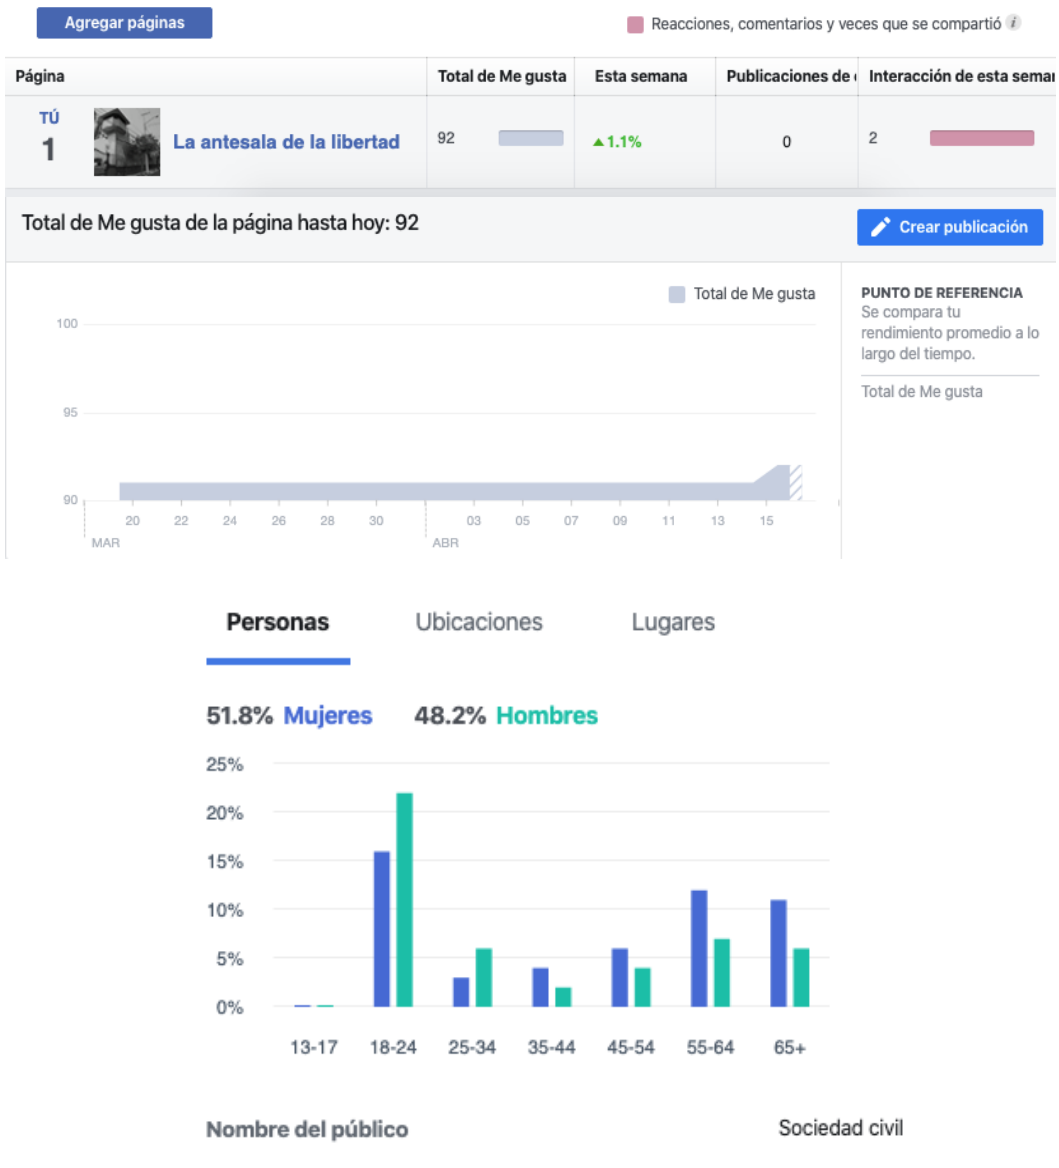 Agregar páginas
Reacciones, comentarios y veces que se compartió i
Página Total de Me gusta Esta semana Publicaciones de Interacción de esta
TÚ
1 La antesala de la libertad 92 ▲1.1% 0 2
Total de Me gusta de la página hasta hoy: 92
Crear publicación
Total de Me gusta
PUNTO DE REFERENCIA
Se compara tu
rendimiento promedio a lo
largo del tiempo.
Total de Me gusta
100
95
90
20 22 24 26 28 30 03 05 07 09 11 13 15
MAR ABR
Personas Ubicaciones Lugares
51.8% Mujeres 48.2% Hombres
25%
20%
15%
10%
5%
0%
13-17 18-24 25-34 35-44 45-54 55-64 65+
Nombre del público Sociedad civil